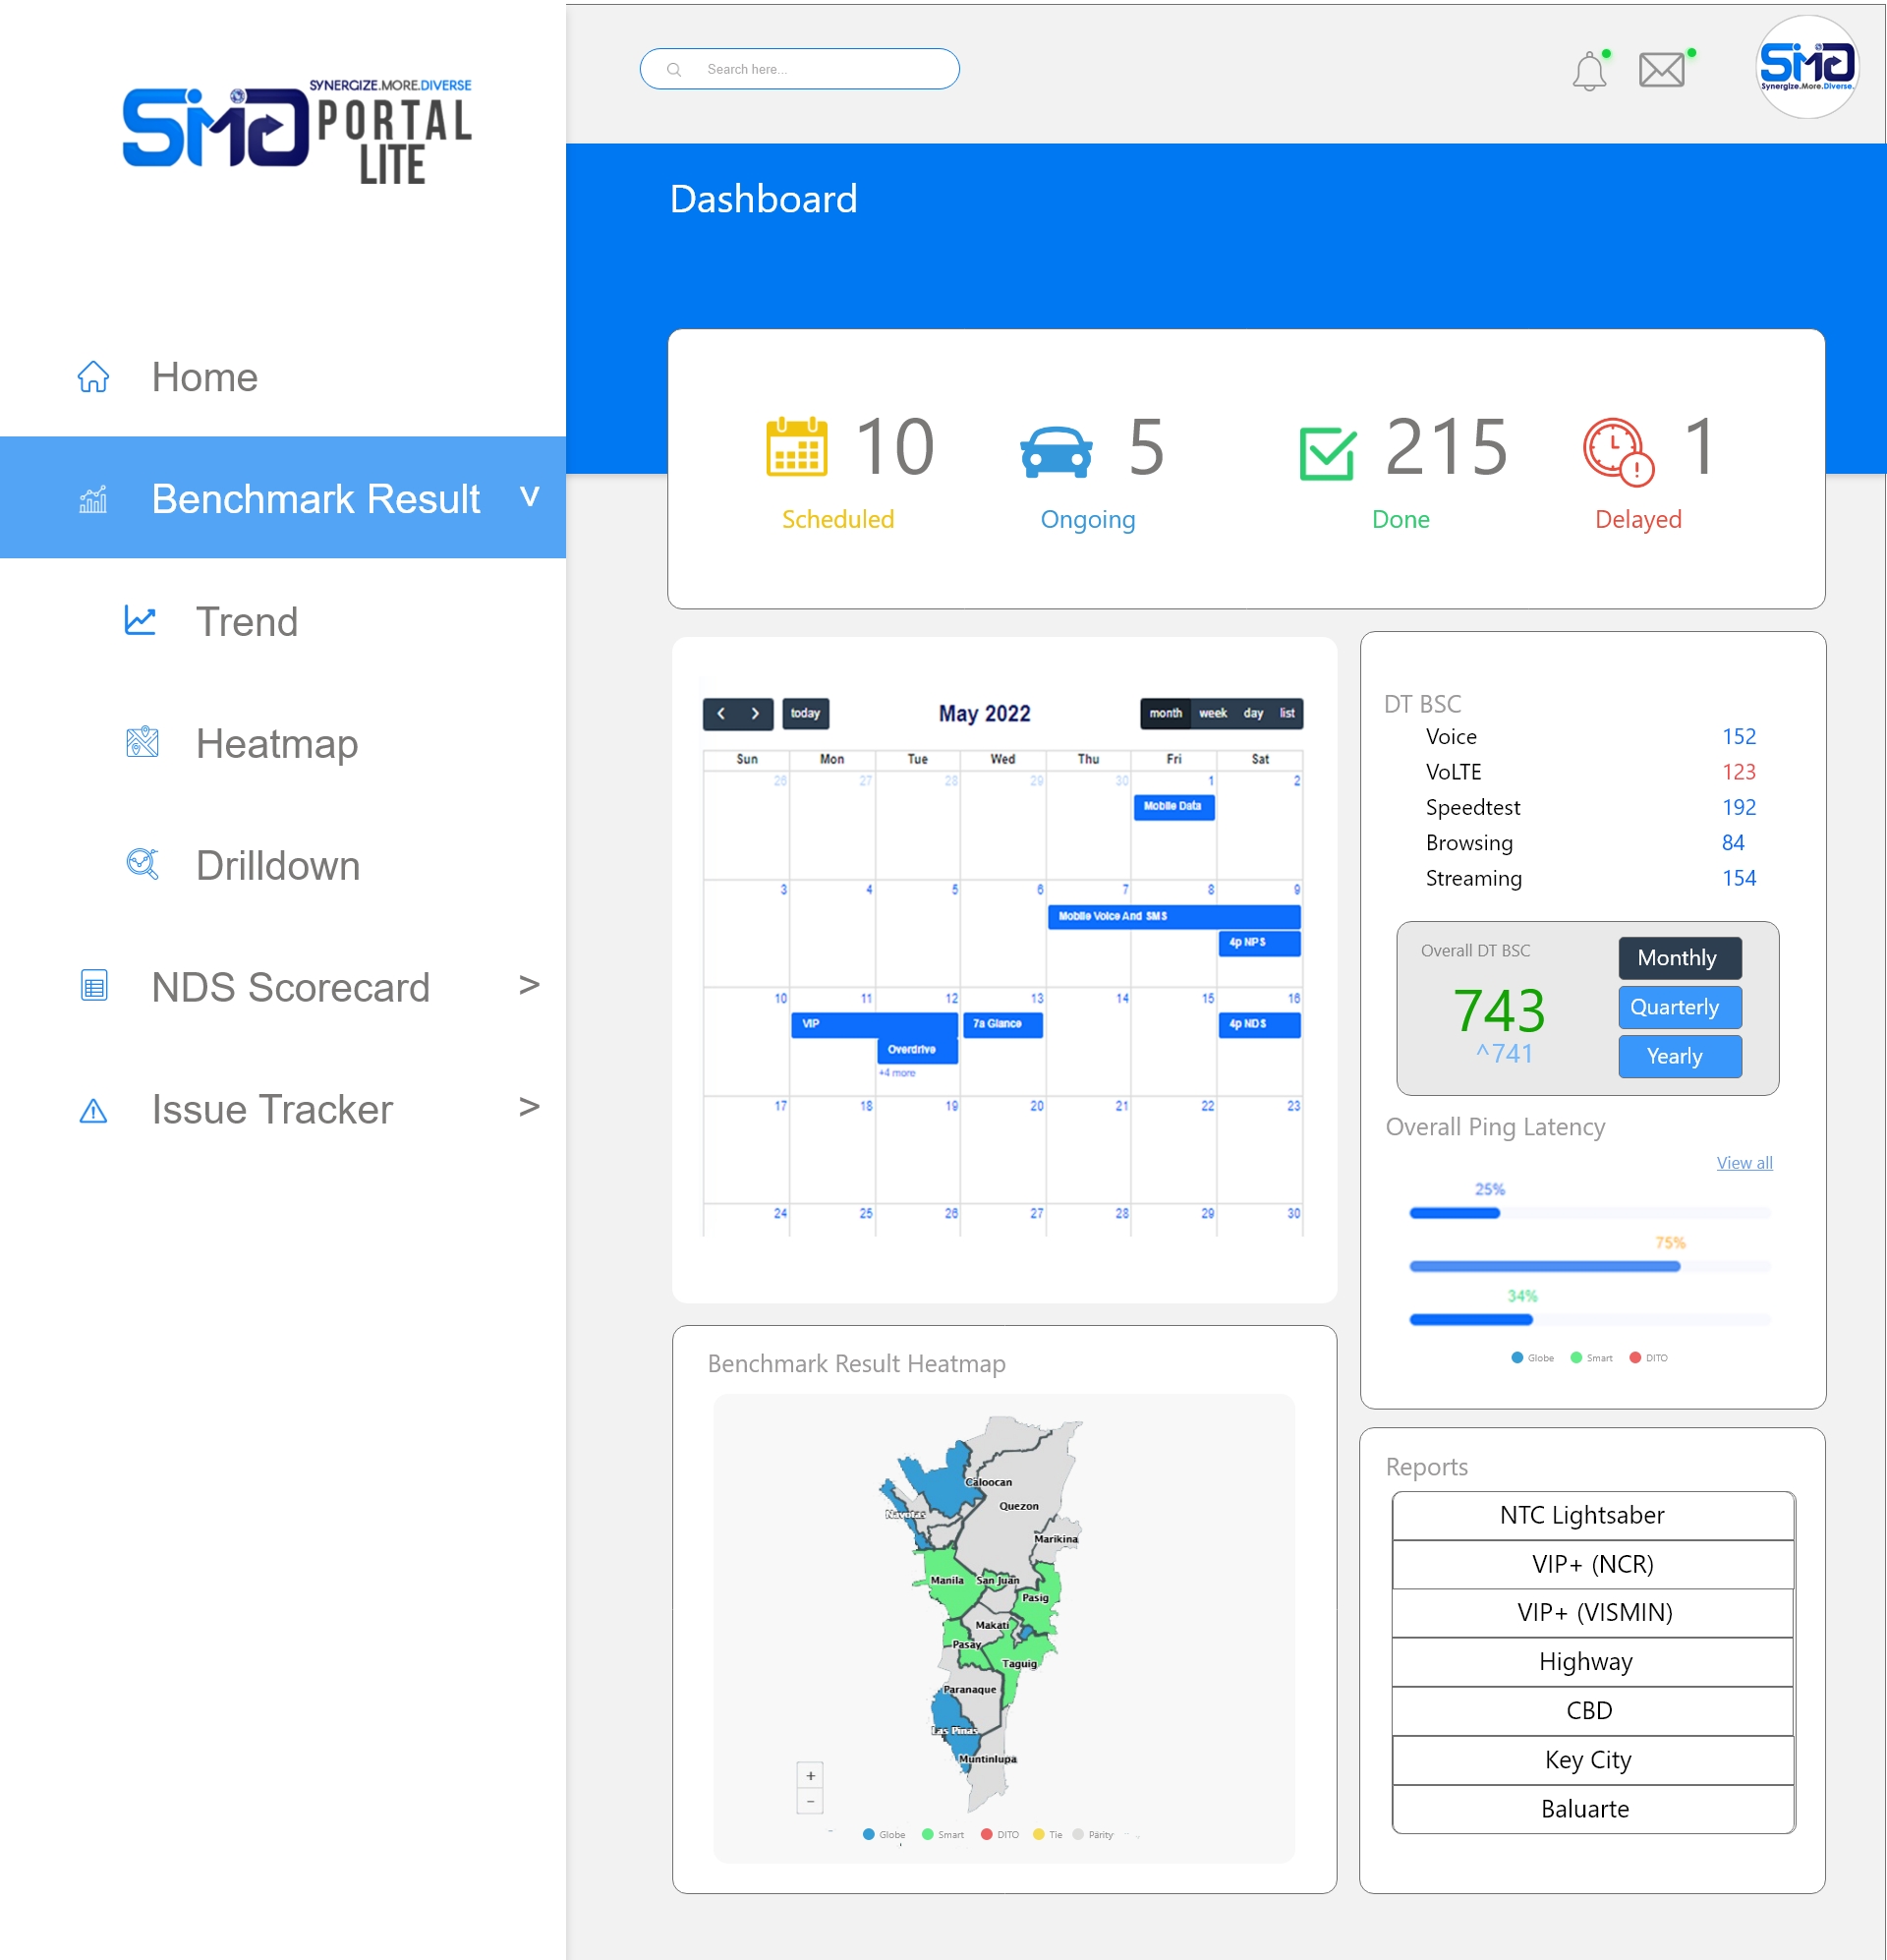 SYNERGIZE.MORE.DIVERSE
SMG PORTAL
LITE
Home
Benchmark Result v
Trend
Heatmap
Drilldown
NDS Scorecard >
Issue Tracker >
Search here...
SMG
Synergize.More.Diverse.
Dashboard
10 5 215 1
Scheduled Ongoing Done Delayed
< > today May 2022 month week day list
Sun Mon Tue Wed Thu Fri Sat
26 27 28 29 30 1 2
Mobile Data
3 4 5 6 7 8 9
Mobile Voice And SMS
4p NPS
10 11 12 13 14 15 16
VIP 7a Glance 4p NDS
Overdrive
+4 more
17 18 19 20 21 22 23
24 25 26 27 28 29 30
DT BSC
Voice 152
VoLTE 123
Speedtest 192
Browsing 84
Streaming 154
Overall DT BSC
743
^741
Monthly
Quarterly
Yearly
Overall Ping Latency
View all
25%
75%
34%
Globe Smart DITO
Benchmark Result Heatmap
Caloocan
Quezon
Navotas
Marikina
Manila San Juan
Pasig
Makati
Pasay
Taguig
Paranaque
Las Pinas
Muntinlupa
+
−
Globe Smart DITO Tie Parity
Reports
NTC Lightsaber
VIP+ (NCR)
VIP+ (VISMIN)
Highway
CBD
Key City
Baluarte